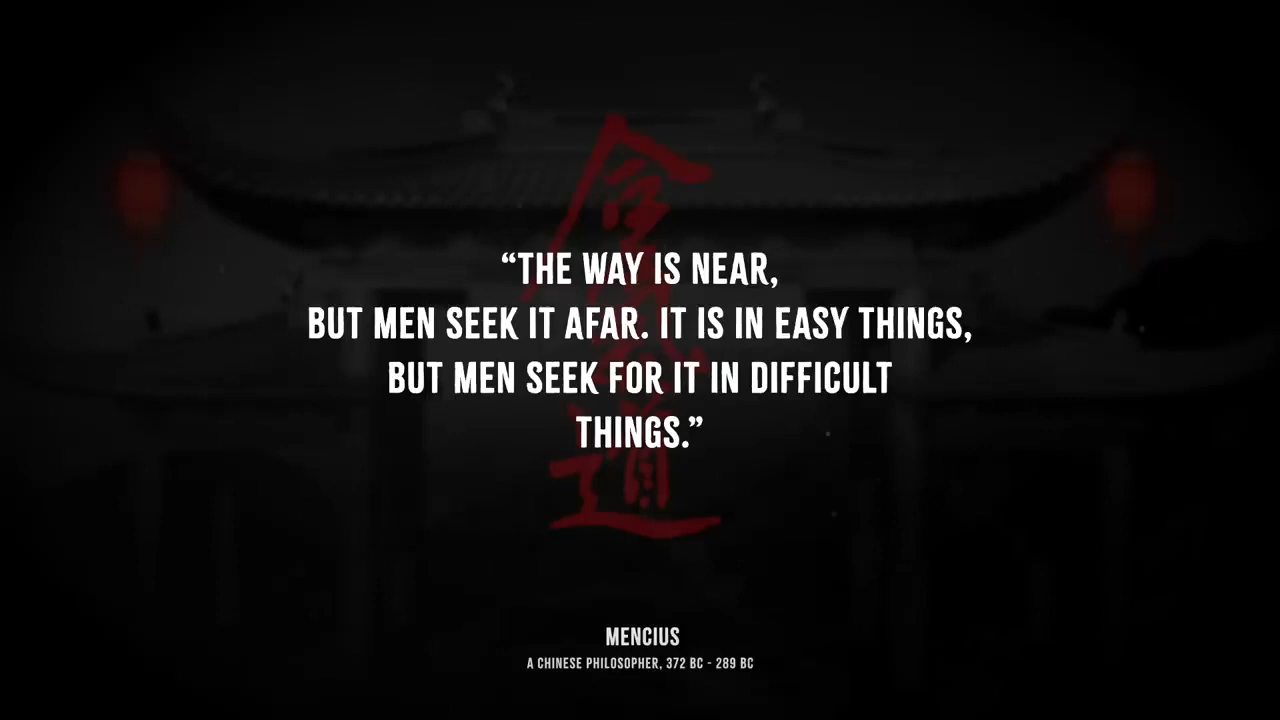 “THE WAY IS NEAR,
BUT MEN SEEK IT AFAR. IT IS IN EASY THINGS,
BUT MEN SEEK FOR IT IN DIFFICULT
THINGS.”
道
MENCIUS
A CHINESE PHILOSOPHER, 372 BC - 289 BC